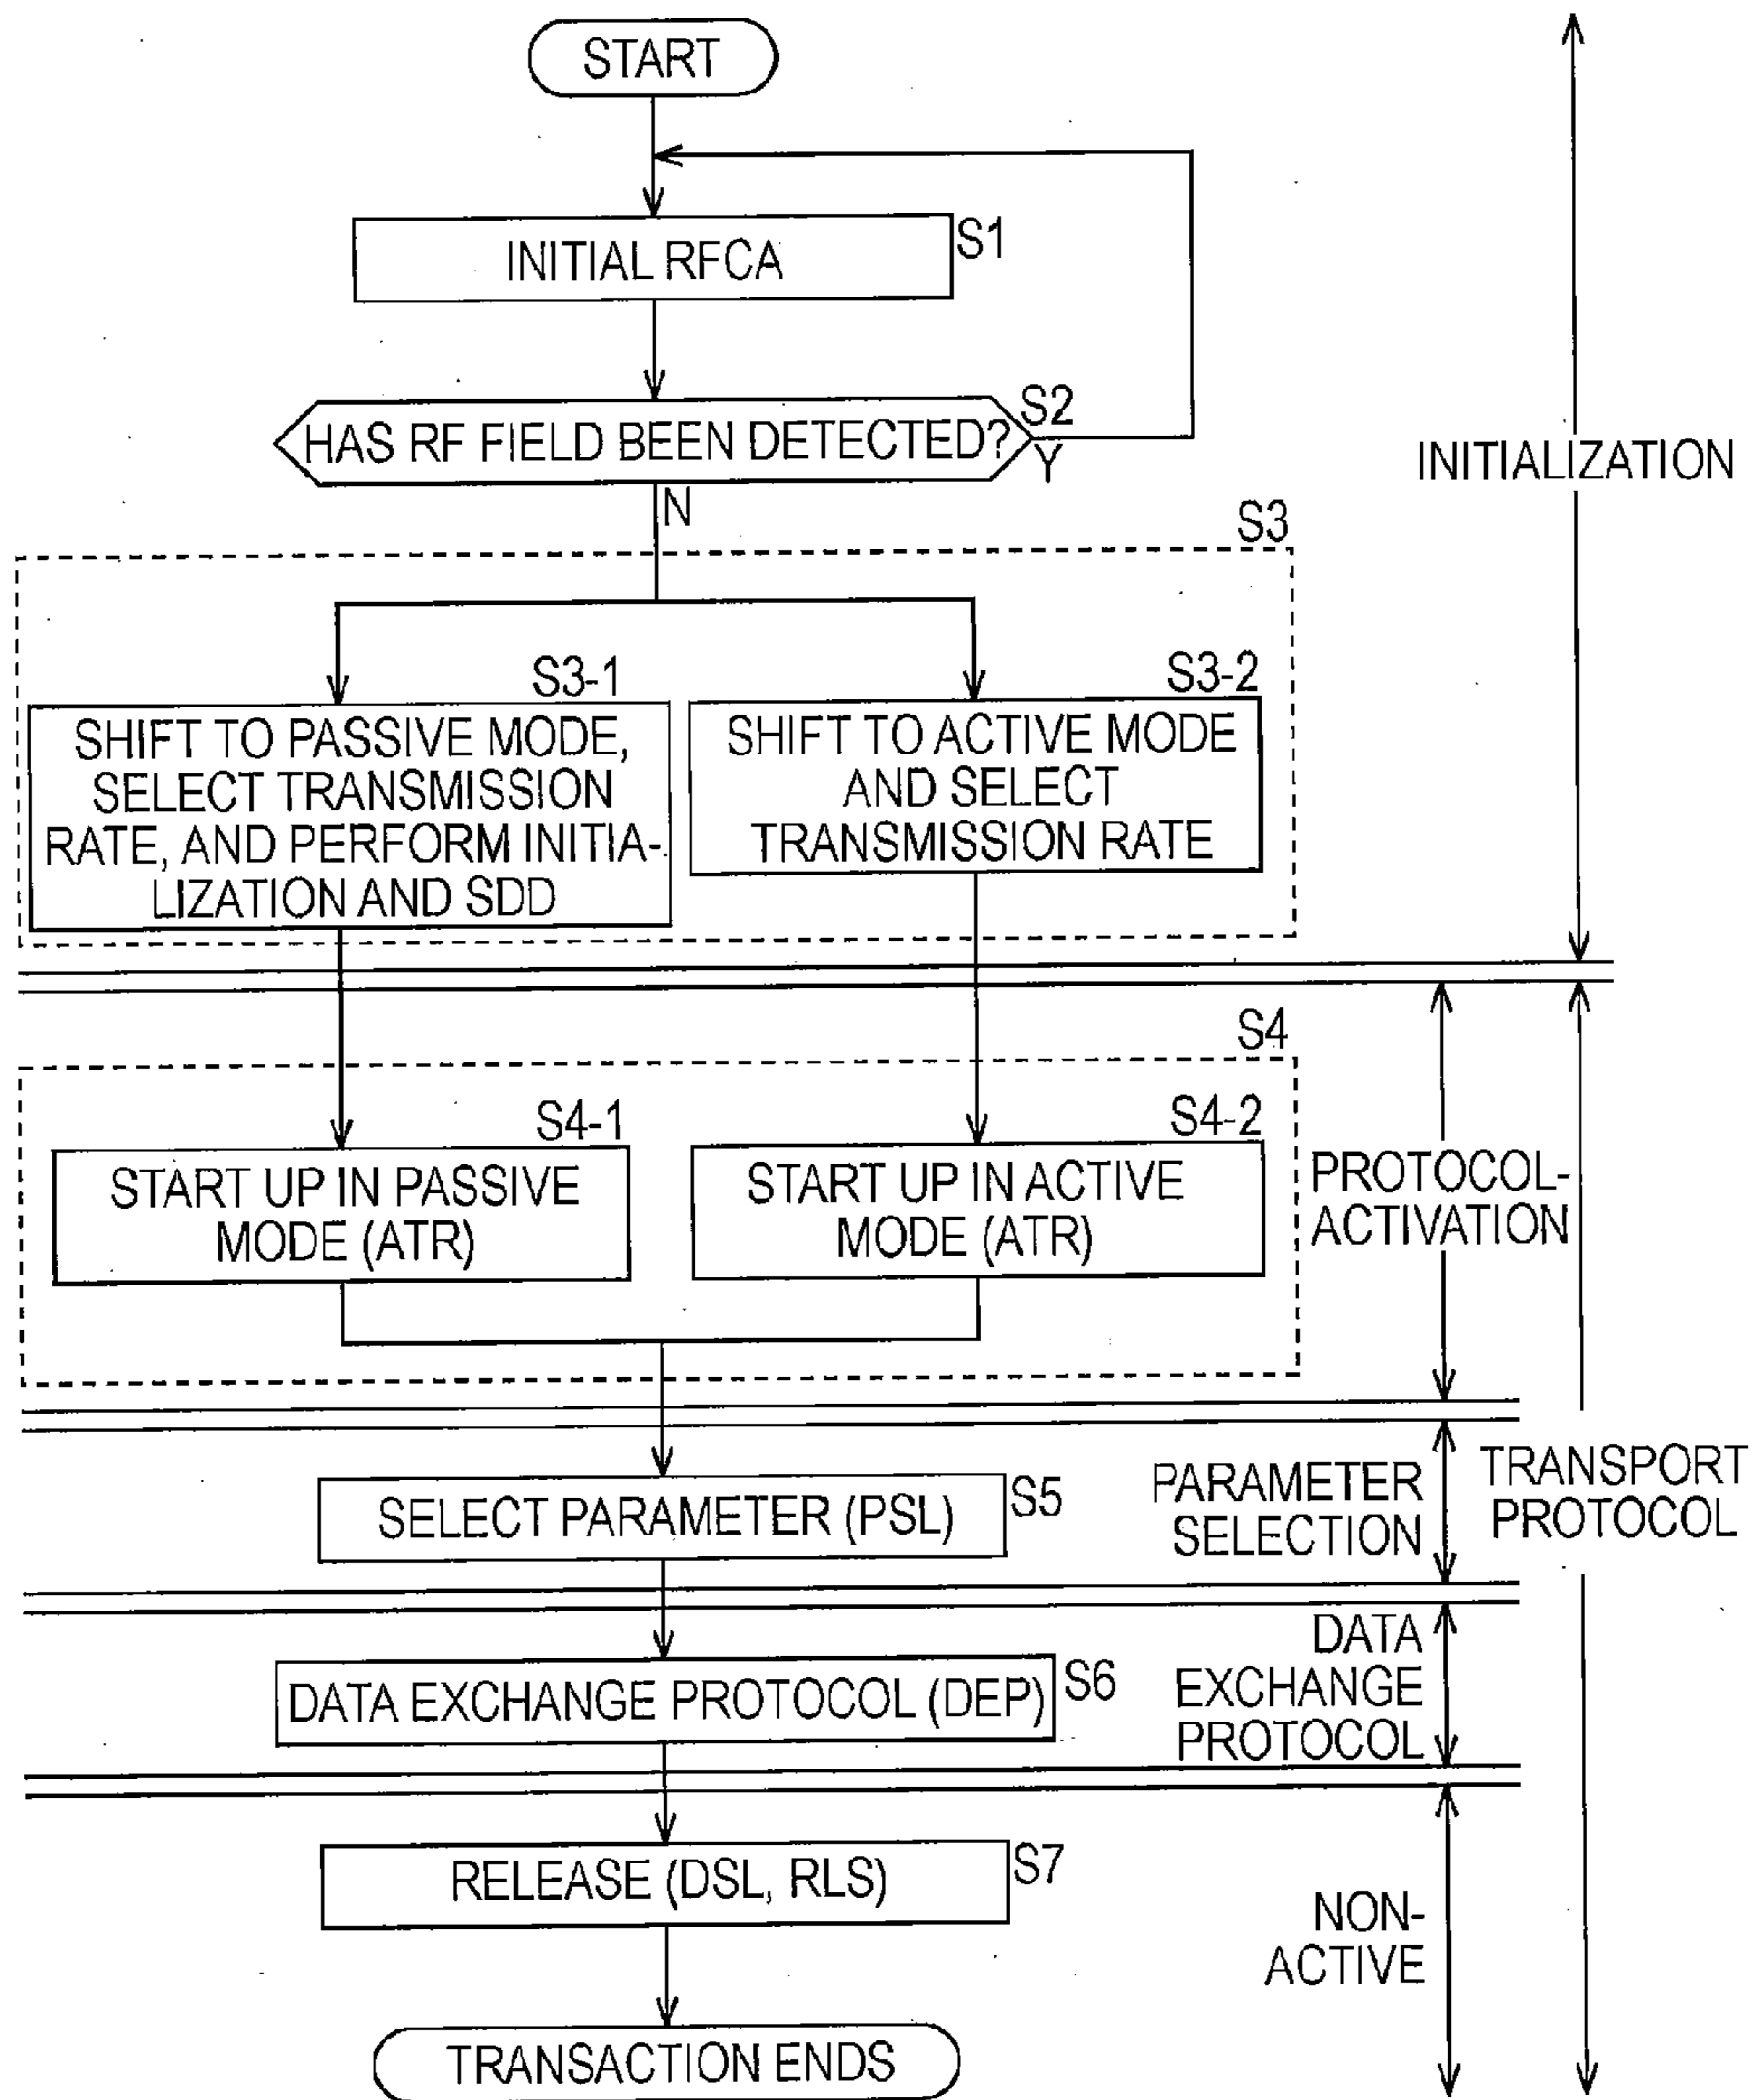 START
INITIAL RFCA
S1
HAS RF FIELD BEEN DETECTED?
S2
Y
N
INITIALIZATION
S3
S3-1
SHIFT TO PASSIVE MODE,
SELECT TRANSMISSION
RATE, AND PERFORM INITIA-
LIZATION AND SDD
S3-2
SHIFT TO ACTIVE MODE
AND SELECT
TRANSMISSION RATE
S4
S4-1
START UP IN PASSIVE
MODE (ATR)
S4-2
START UP IN ACTIVE
MODE (ATR)
PROTOCOL-
ACTIVATION
SELECT PARAMETER (PSL)
S5
PARAMETER
SELECTION
TRANSPORT
PROTOCOL
DATA EXCHANGE PROTOCOL (DEP)
S6
DATA
EXCHANGE
PROTOCOL
RELEASE (DSL, RLS)
S7
NON-
ACTIVE
TRANSACTION ENDS